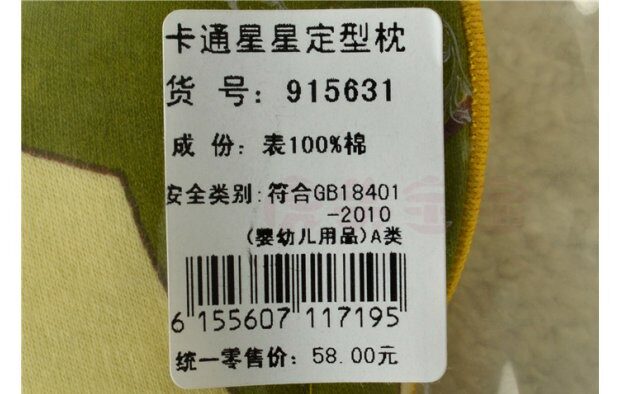 卡通星星定型枕
货 号: 915631
成 份: 表100%棉
安全类别:符合GB18401
-2010
(婴幼儿用品)A类
6 155607 117195
统一零售价: 58.00元